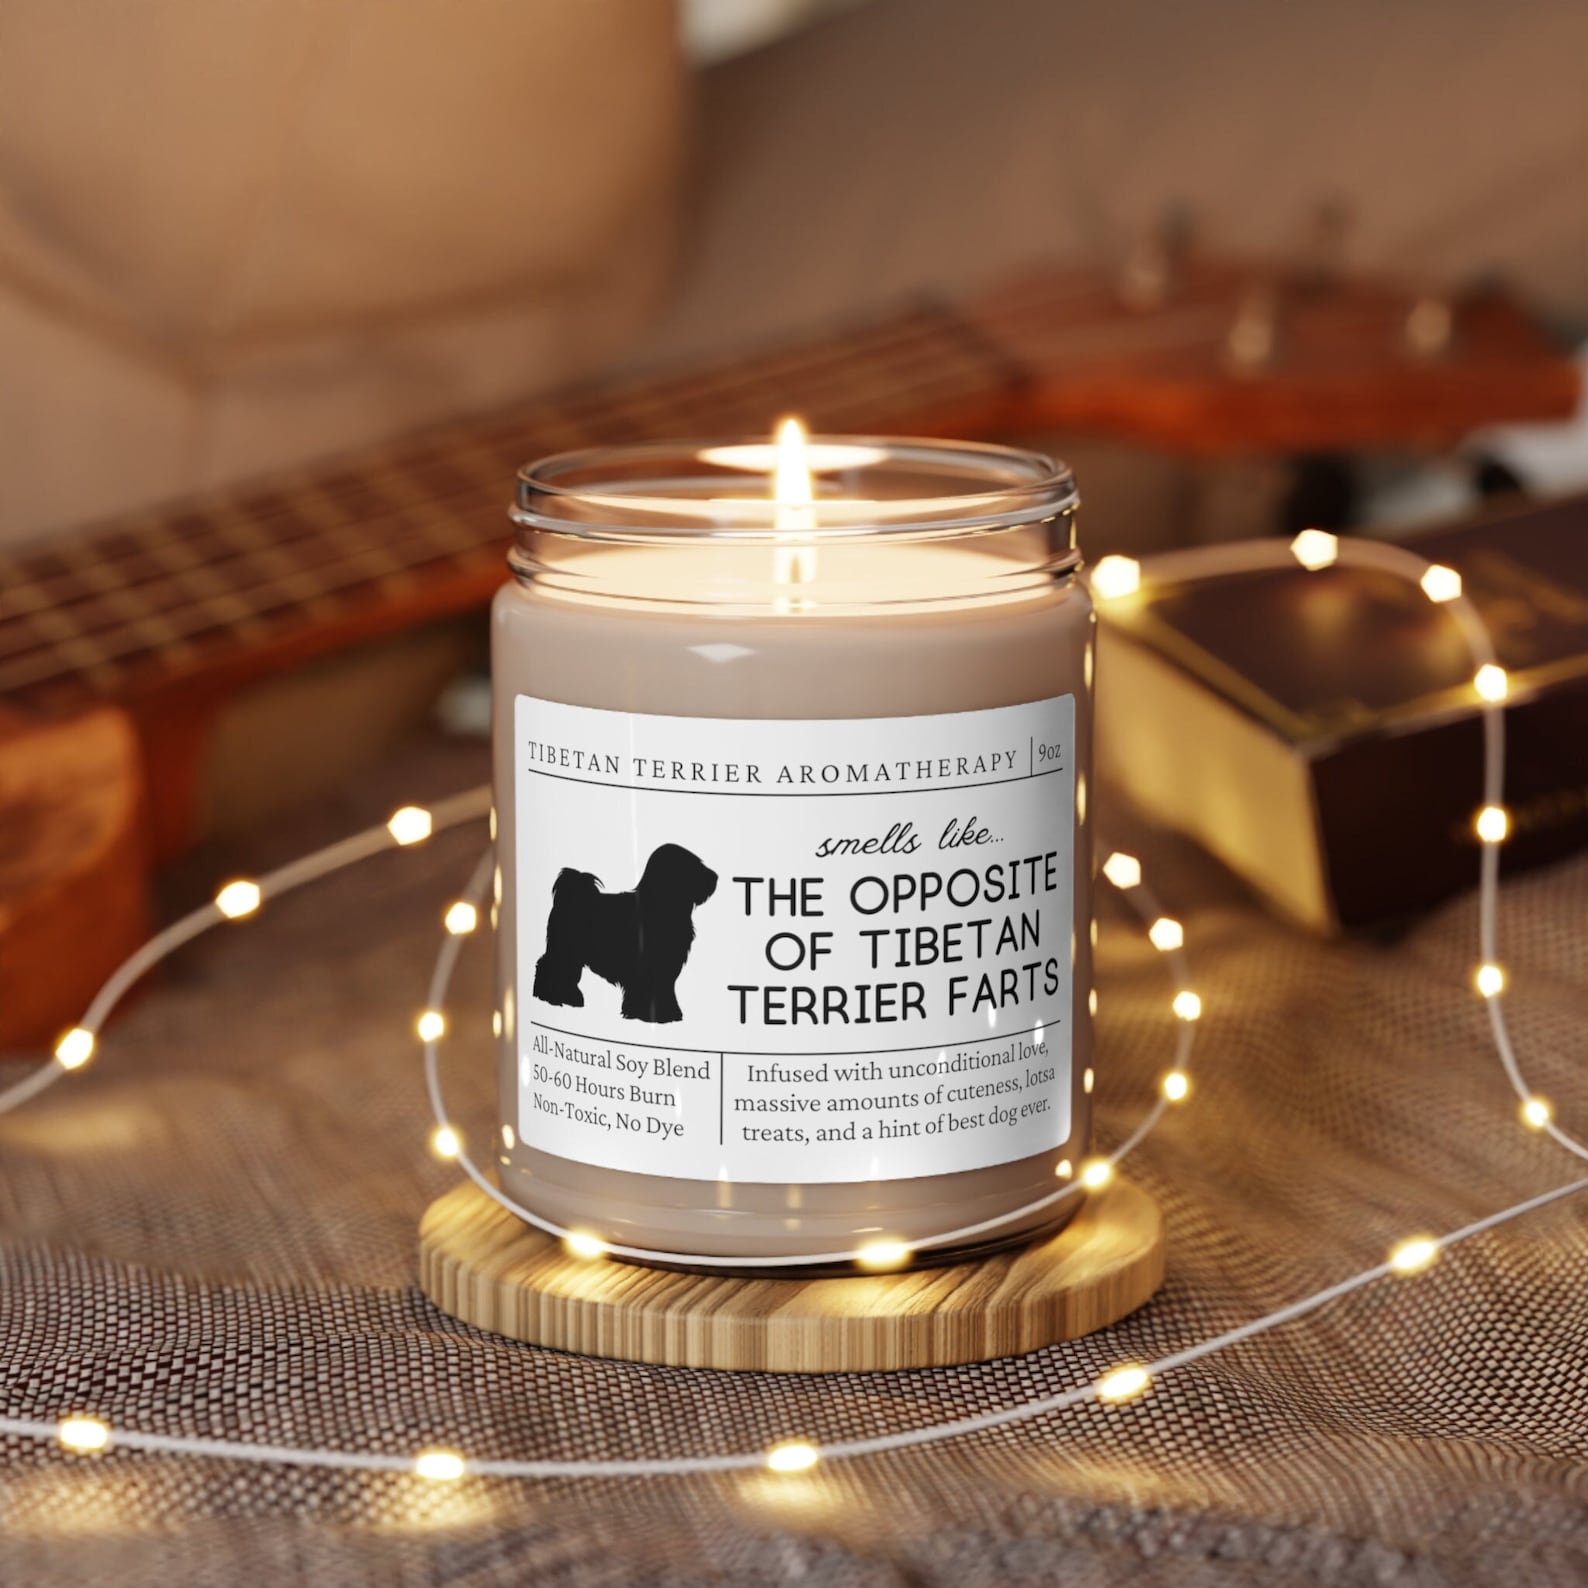 TIBETAN TERRIER AROMATHERAPY | 9oz
smells like...
THE OPPOSITE
OF TIBETAN
TERRIER FARTS
All-Natural Soy Blend
50-60 Hours Burn
Non-Toxic, No Dye
Infused with unconditional love,
massive amounts of cuteness, lotsa
treats, and a hint of best dog ever.